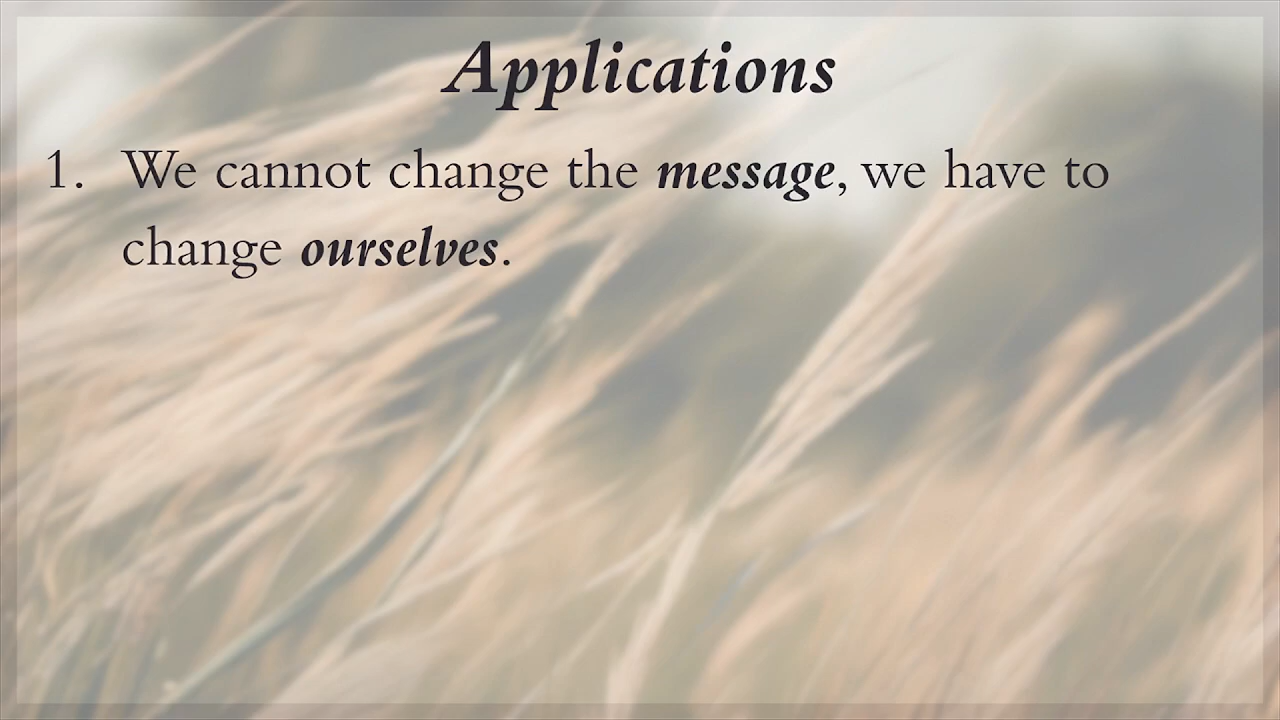 Applications
1. We cannot change the message, we have to
change ourselves.